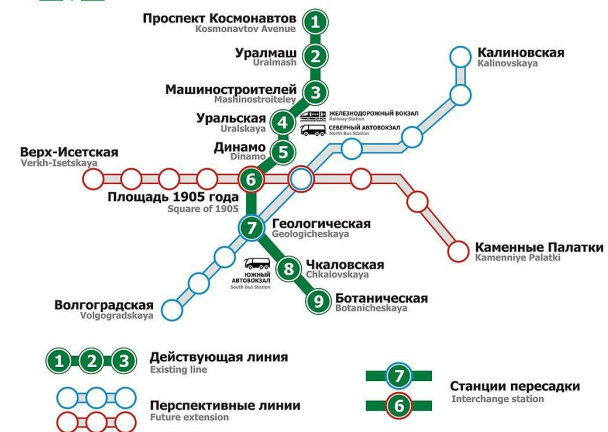 Проспект Космонавтов
Kosmonavtov Avenue
1
Уралмаш
Uralmash
2
Калиновская
Kalinovskaya
Машиностроителей
Mashinostroiteley
3
Уральская
Uralskaya
4
ЖЕЛЕЗНОДОРОЖНЫЙ ВОКЗАЛ
Railway Station
СЕВЕРНЫЙ АВТОВОКЗАЛ
North Bus Station
Динамо
Dinamo
5
Верх-Исетская
Verkh-Isetskaya
6
Площадь 1905 года
Square of 1905
7
Геологическая
Geologicheskaya
Каменные Палатки
Kamenniye Palatki
ЮЖНЫЙ
АВТОВОКЗАЛ
South Bus Station
8
Чкаловская
Chkalovskaya
9
Ботаническая
Botanicheskaya
Волгоградская
Volgogradskaya
1 2 3
Действующая линия
Existing line
Перспективные линии
Future extension
7
6
Станции пересадки
Interchange station